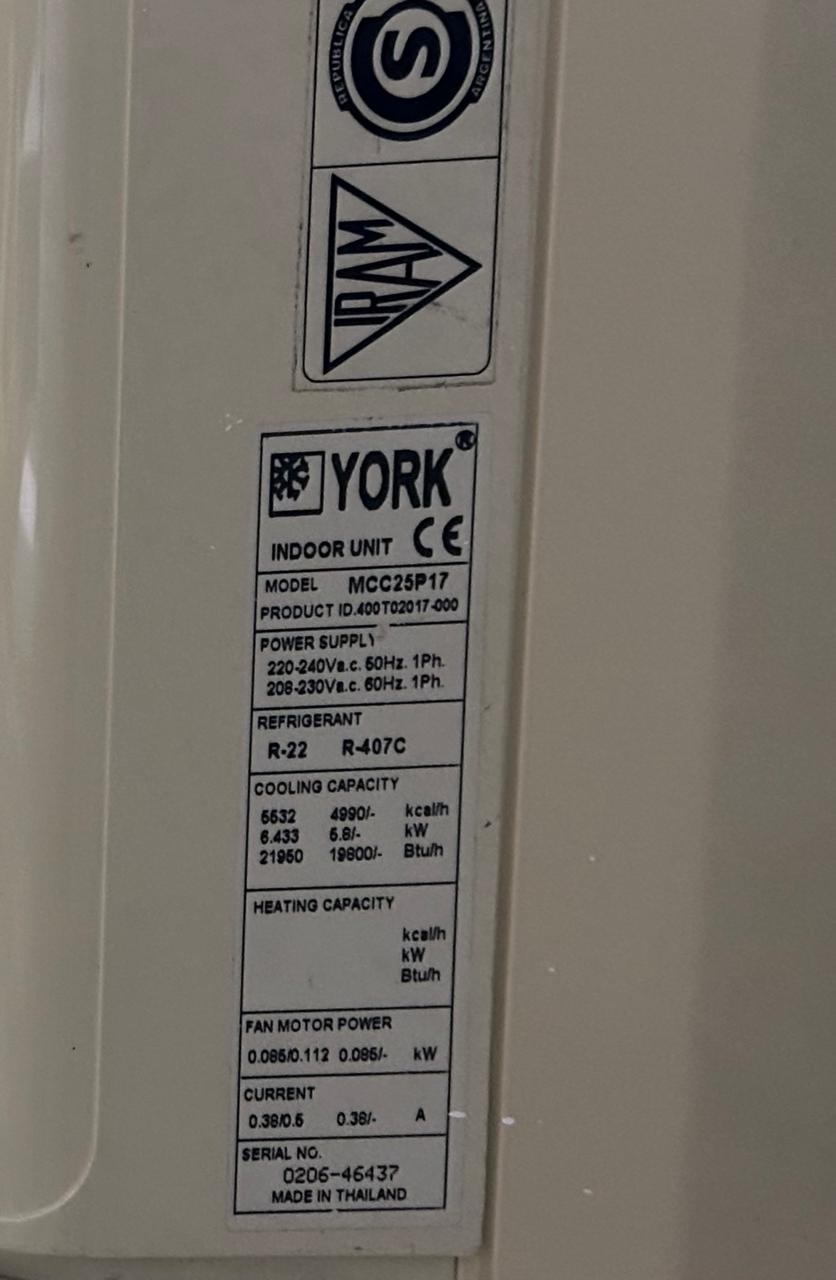 REPUBLICA ARGENTINA
S
IRAM
YORK®
INDOOR UNIT CE
MODEL MCC25P17
PRODUCT ID.400T02017-000
POWER SUPPLY
220-240Va.c. 50Hz. 1Ph.
208-230Va.c. 60Hz. 1Ph.
REFRIGERANT
R-22 R-407C
COOLING CAPACITY
5532 4990/- kcal/h
6.433 5.8/- kW
21950 19800/- Btu/h
HEATING CAPACITY
kcal/h
kW
Btu/h
FAN MOTOR POWER
0.085/0.112 0.085/- kW
CURRENT
0.38/0.5 0.38/- A
SERIAL NO.
0206-46437
MADE IN THAILAND